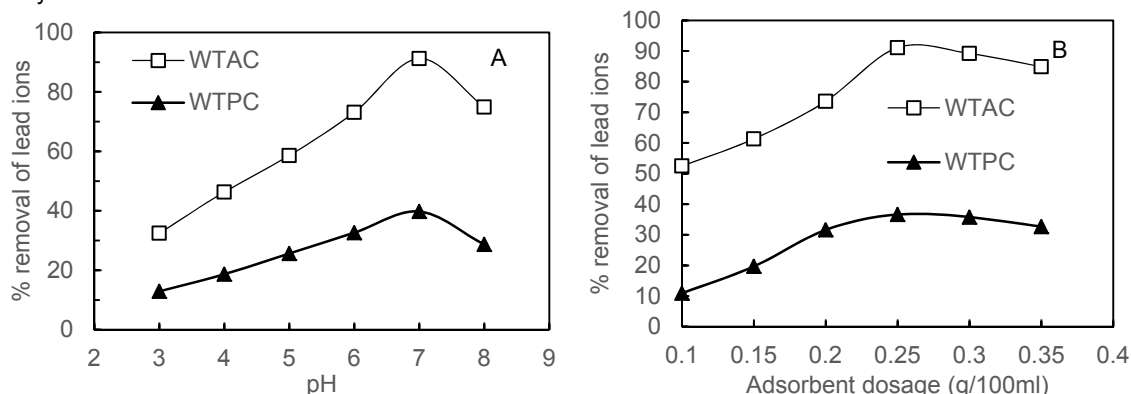 A
WTAC
WTPC
% removal of lead ions
100
80
60
40
20
0
2 3 4 5 6 7 8 9
pH
B
WTAC
WTPC
% removal of lead ions
100
90
80
70
60
50
40
30
20
10
0
0.1 0.15 0.2 0.25 0.3 0.35 0.4
Adsorbent dosage (g/100ml)